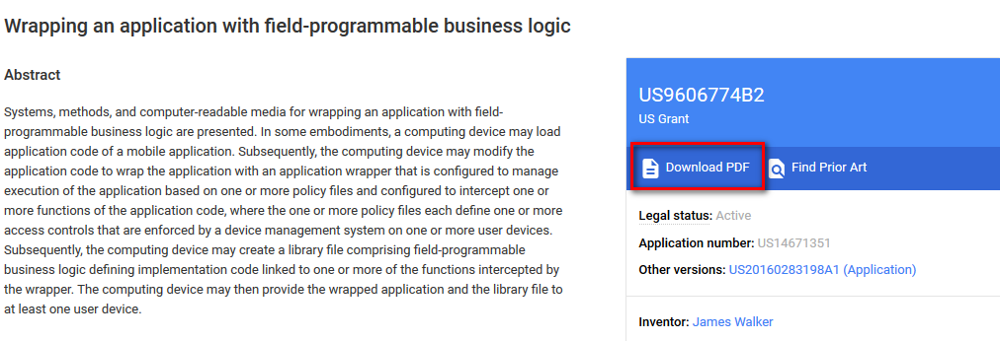 Wrapping an application with field-programmable business logic
Abstract
Systems, methods, and computer-readable media for wrapping an application with field-
programmable business logic are presented. In some embodiments, a computing device may load
application code of a mobile application. Subsequently, the computing device may modify the
application code to wrap the application with an application wrapper that is configured to manage
execution of the application based on one or more policy files and configured to intercept one or
more functions of the application code, where the one or more policy files each define one or more
access controls that are enforced by a device management system on one or more user devices.
Subsequently, the computing device may create a library file comprising field-programmable
business logic defining implementation code linked to one or more of the functions intercepted by
the wrapper. The computing device may then provide the wrapped application and the library file to
at least one user device.
US9606774B2
US Grant
Download PDF Find Prior Art
Legal status: Active
Application number: US14671351
Other versions: US20160283198A1 (Application)
Inventor: James Walker